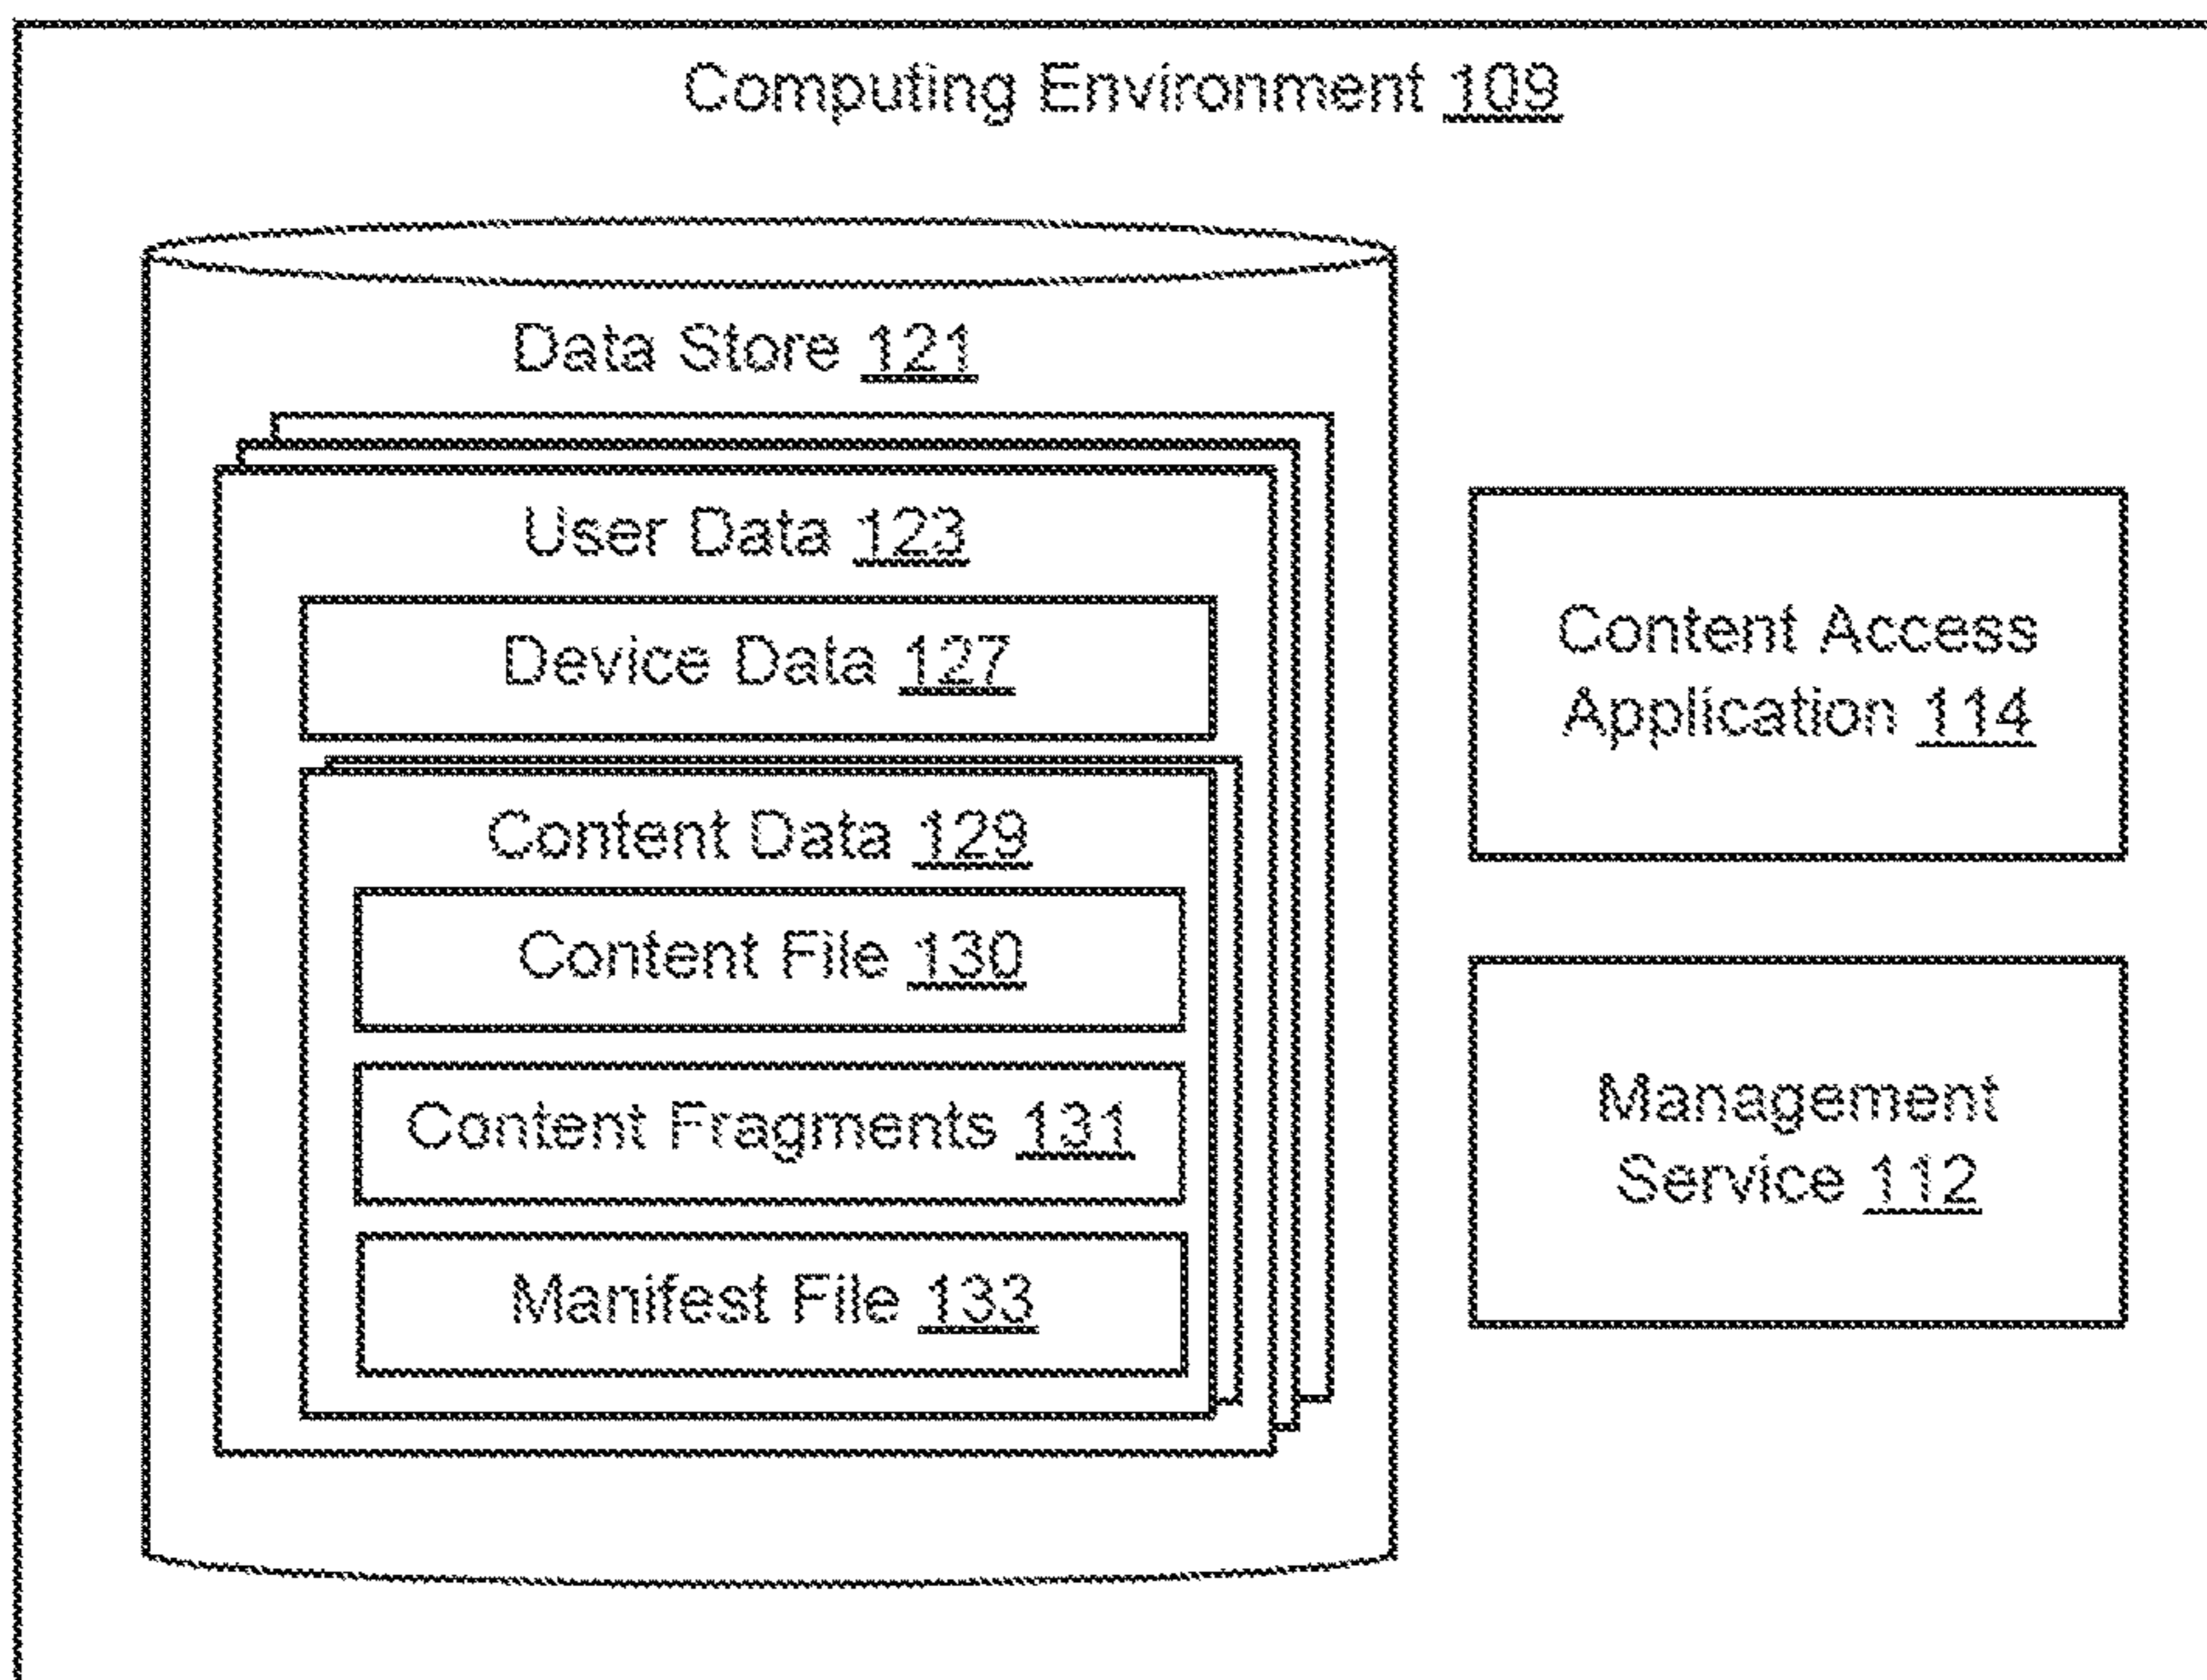 Computing Environment 109
Data Store 121
User Data 123
Device Data 127
Content Data 129
Content File 130
Content Fragments 131
Manifest File 133
Content Access
Application 114
Management
Service 112